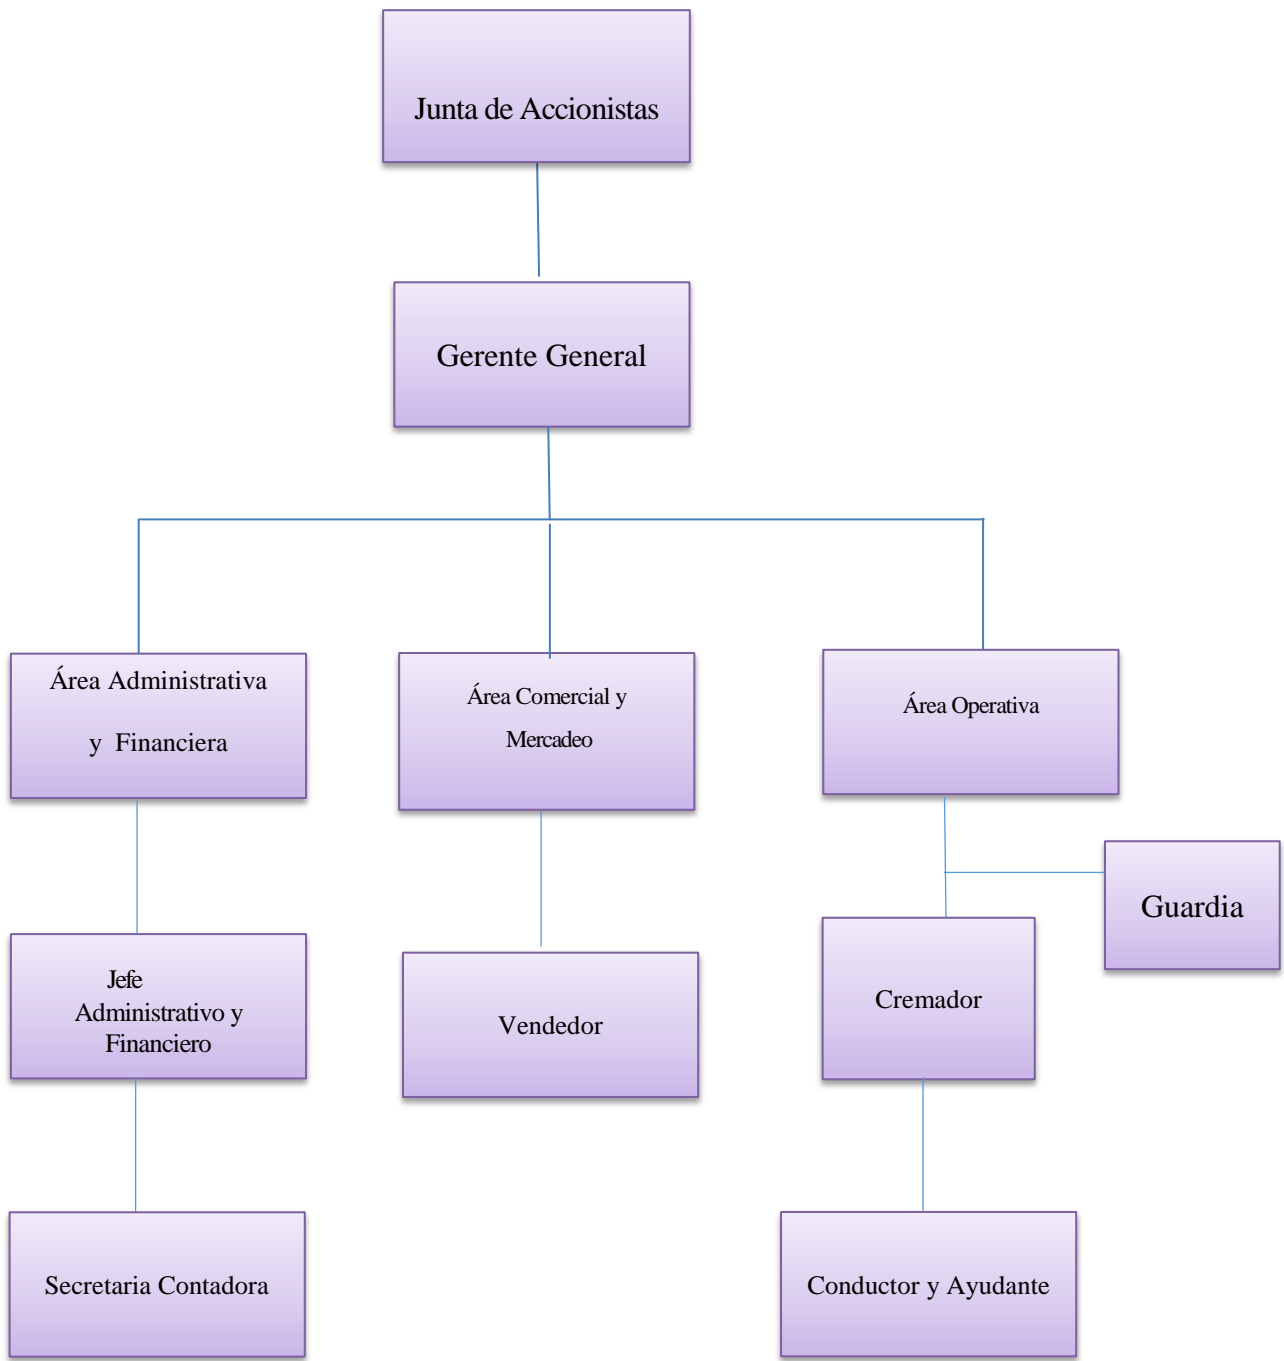 Junta de Accionistas
Gerente General
Área Administrativa
y Financiera
Área Comercial y
Mercadeo
Área Operativa
Guardia
Jefe
Administrativo y
Financiero
Vendedor
Cremador
Secretaria Contadora
Conductor y Ayudante